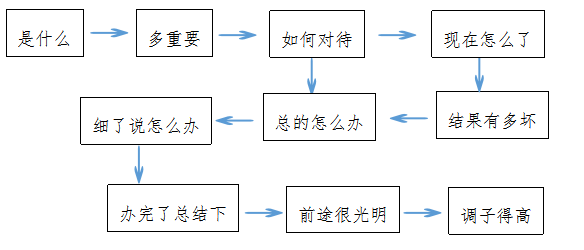 是什么
多重要
如何对待
现在怎么了
结果有多坏
总的怎么办
细了说怎么办
办完了总结下
前途很光明
调子得高